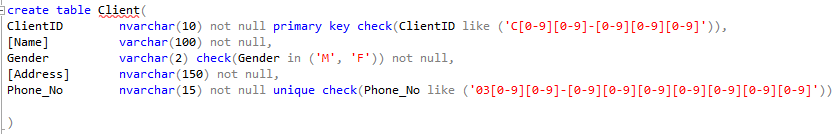 create table Client(
ClientID nvarchar(10) not null primary key check(ClientID like ('C[0-9][0-9]-[0-9][0-9][0-9]')),
[Name] varchar(100) not null,
Gender varchar(2) check(Gender in ('M', 'F')) not null,
[Address] nvarchar(150) not null,
Phone_No nvarchar(15) not null unique check(Phone_No like ('03[0-9][0-9]-[0-9][0-9][0-9][0-9][0-9][0-9][0-9]'))
)